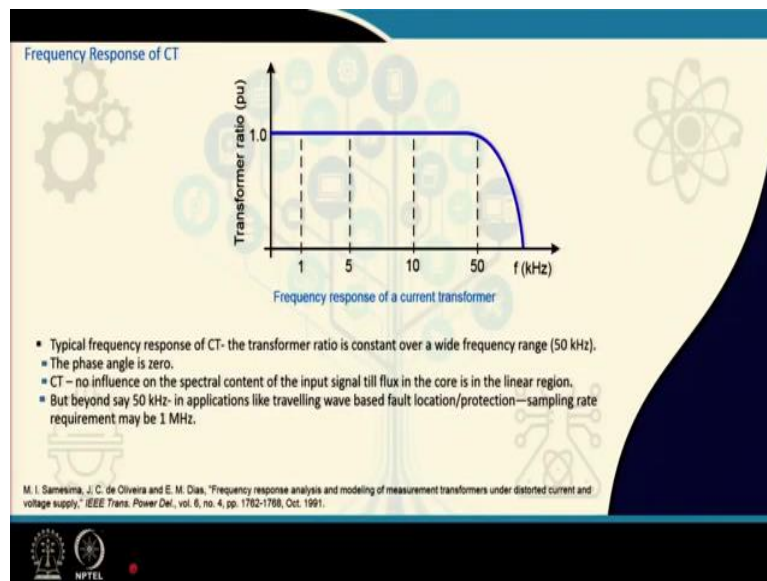 Frequency Response of CT
Transformer ratio (pu)
1.0
1 5 10 50 f (kHz)
Frequency response of a current transformer
▪ Typical frequency response of CT- the transformer ratio is constant over a wide frequency range (50 kHz).
▪ The phase angle is zero.
▪ CT – no influence on the spectral content of the input signal till flux in the core is in the linear region.
▪ But beyond say 50 kHz- in applications like travelling wave based fault location/protection—sampling rate
requirement may be 1 MHz.
M. I. Samesima, J. C. de Oliveira and E. M. Dias, "Frequency response analysis and modeling of measurement transformers under distorted current and
voltage supply," IEEE Trans. Power Del., vol. 6, no. 4, pp. 1762-1768, Oct. 1991.
NPTEL